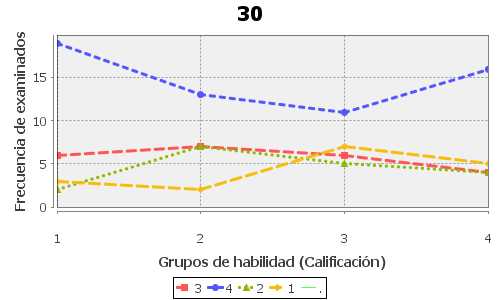 30
Frecuencia de examinados
15
10
5
0
1 2 3 4
Grupos de habilidad (Calificación)
3 4 2 1 .